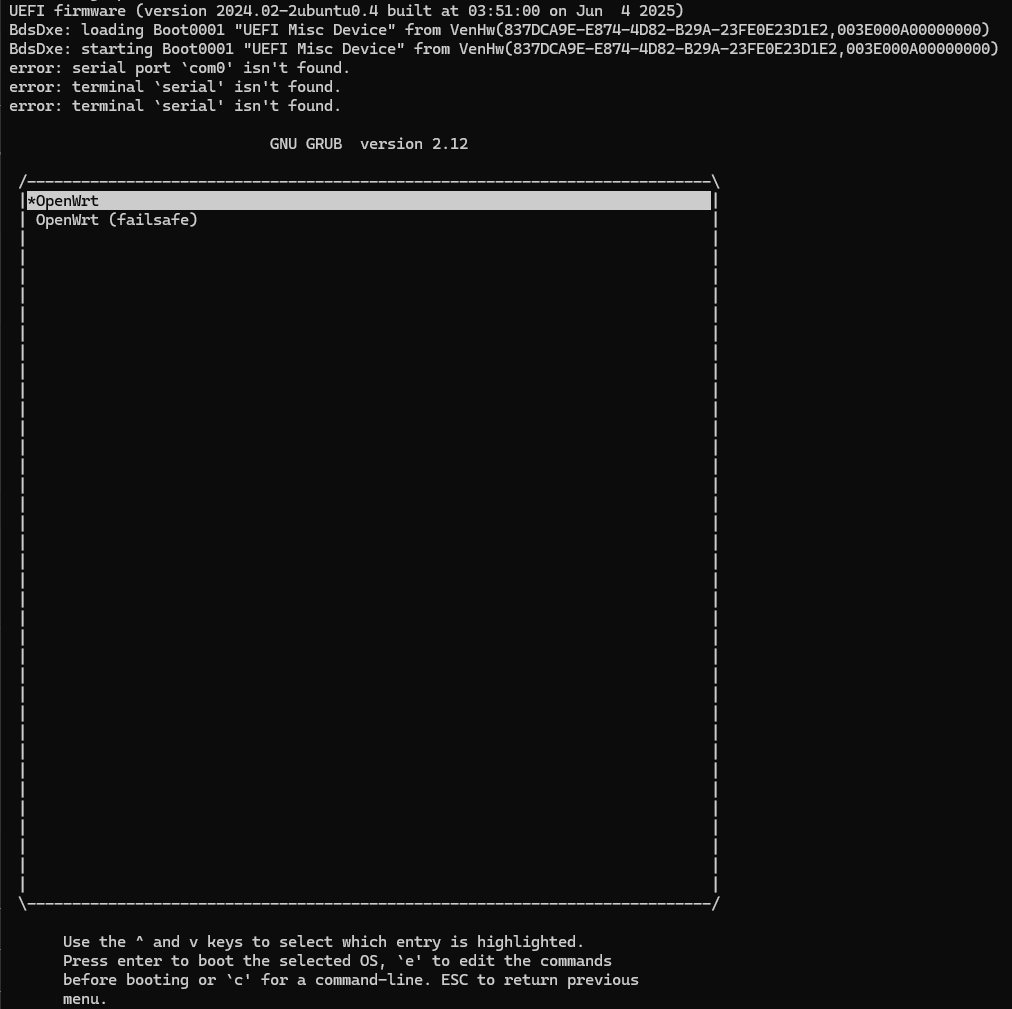 UEFI firmware (version 2024.02-2ubuntu0.4 built at 03:51:00 on Jun  4 2025)
BdsDxe: loading Boot0001 "UEFI Misc Device" from VenHw(837DCA9E-E874-4D82-B29A-23FE0E23D1E2,003E000A00000000)
BdsDxe: starting Boot0001 "UEFI Misc Device" from VenHw(837DCA9E-E874-4D82-B29A-23FE0E23D1E2,003E000A00000000)
error: serial port `com0' isn't found.
error: terminal `serial' isn't found.
error: terminal `serial' isn't found.
GNU GRUB  version 2.12
*OpenWrt
OpenWrt (failsafe)
Use the ^ and v keys to select which entry is highlighted.
Press enter to boot the selected OS, `e' to edit the commands
before booting or `c' for a command-line. ESC to return previous
menu.